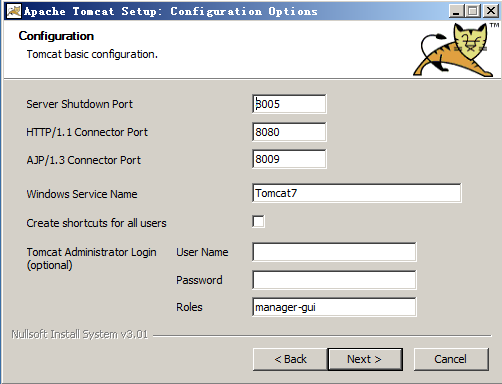 Apache Tomcat Setup: Configuration Options
Configuration
Tomcat basic configuration.
TM
Server Shutdown Port 8005
HTTP/1.1 Connector Port 8080
AJP/1.3 Connector Port 8009
Windows Service Name Tomcat7
Create shortcuts for all users
Tomcat Administrator Login User Name
(optional)
Password
Roles manager-gui
Nullsoft Install System v3.01
< Back Next > Cancel